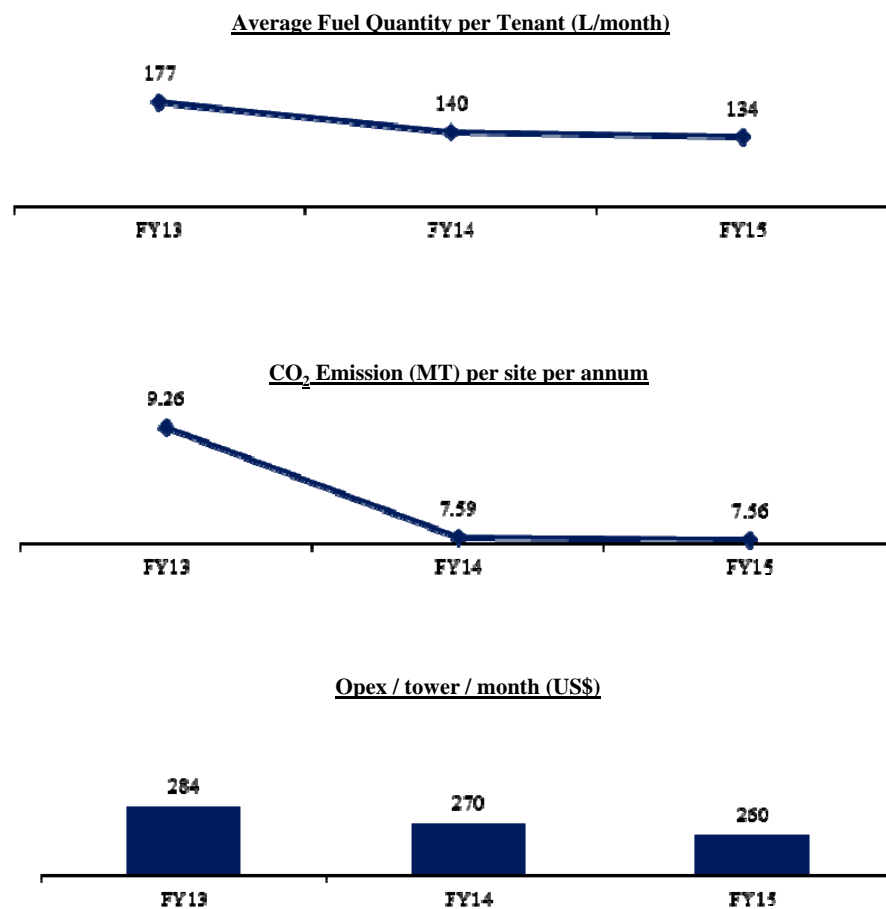 Average Fuel Quantity per Tenant (L/month)
177
140
134
FY13 FY14 FY15
CO₂ Emission (MT) per site per annum
9.26
7.59
7.56
FY13 FY14 FY15
Opex / tower / month (US$)
284
270
260
FY13 FY14 FY15